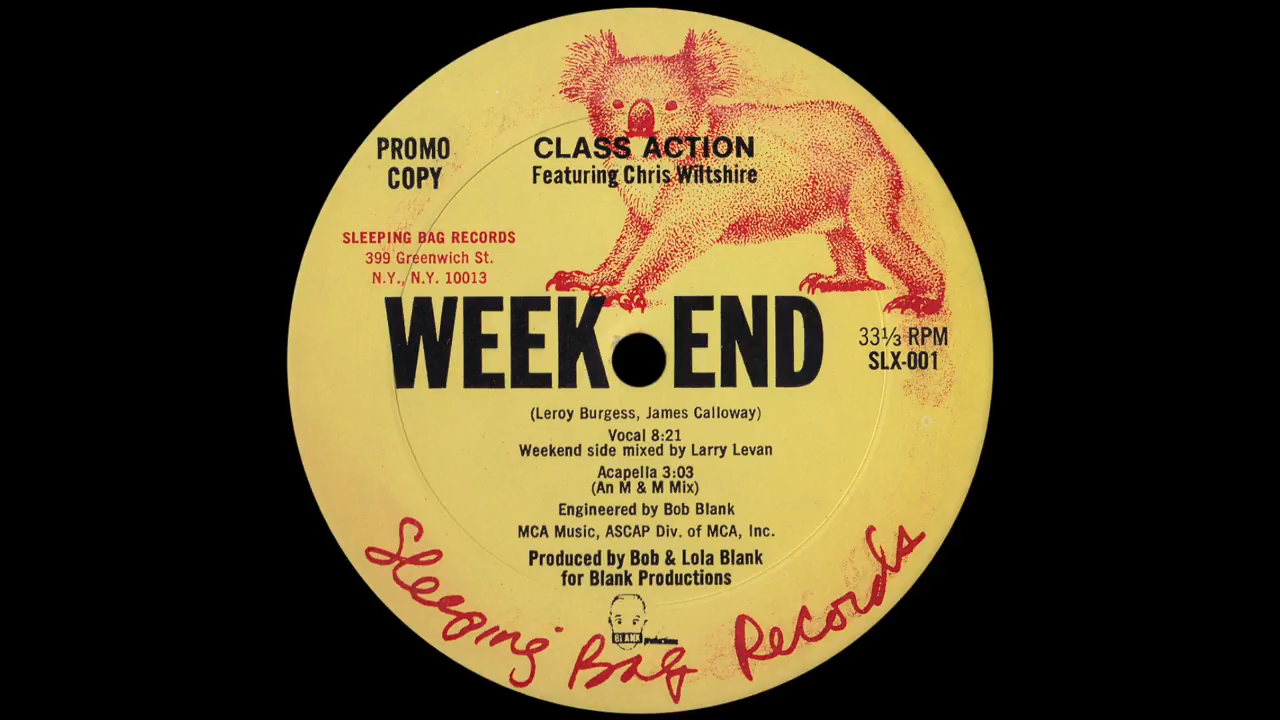 PROMO
COPY
CLASS ACTION
Featuring Chris Wiltshire
SLEEPING BAG RECORDS
399 Greenwich St.
N.Y., N.Y. 10013
WEEK END
33⅓ RPM
SLX-001
(Leroy Burgess, James Calloway)
Vocal 8:21
Weekend side mixed by Larry Levan
Acapella 3:03
(An M & M Mix)
Engineered by Bob Blank
MCA Music, ASCAP Div. of MCA, Inc.
Produced by Bob & Lola Blank
for Blank Productions
BLANK Productions
Sleeping Bag Records